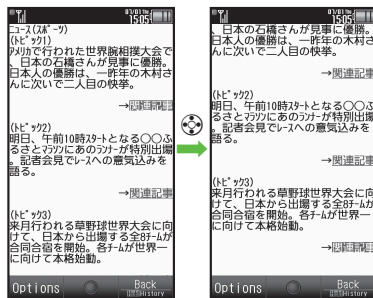 07/01/[月]
15:05
ﾆｭｰｽ(ｽﾎﾟｰﾂ)
(ﾄﾋﾟｯｸ1)
ｱﾒﾘｶで行われた世界腕相撲大会で
、日本の石橋さんが見事に優勝。
日本人の優勝は、一昨年の木村さ
んに次いで二人目の快挙。
→関連記事
(ﾄﾋﾟｯｸ2)
明日、午前10時ｽﾀｰﾄとなる〇〇ふ
るさとﾏﾗｿﾝにあのﾗﾝﾅｰが特別出場
。記者会見でﾚｰｽへの意気込みを
語る。
→関連記事
(ﾄﾋﾟｯｸ3)
来月行われる草野球世界大会に向
けて、日本から出場する全8ﾁｰﾑが
合同合宿を開始。各ﾁｰﾑが世界一
に向けて本格始動。
Options
Back
History
15:05
、日本の石橋さんが見事に優勝。
日本人の優勝は、一昨年の木村さ
んに次いで二人目の快挙。
→関連記事
(ﾄﾋﾟｯｸ2)
明日、午前10時ｽﾀｰﾄとなる〇〇ふ
るさとﾏﾗｿﾝにあのﾗﾝﾅｰが特別出場
。記者会見でﾚｰｽへの意気込みを
語る。
→関連記事
(ﾄﾋﾟｯｸ3)
来月行われる草野球世界大会に向
けて、日本から出場する全8ﾁｰﾑが
合同合宿を開始。各ﾁｰﾑが世界一
に向けて本格始動。
→関連記事
Options
Back
History